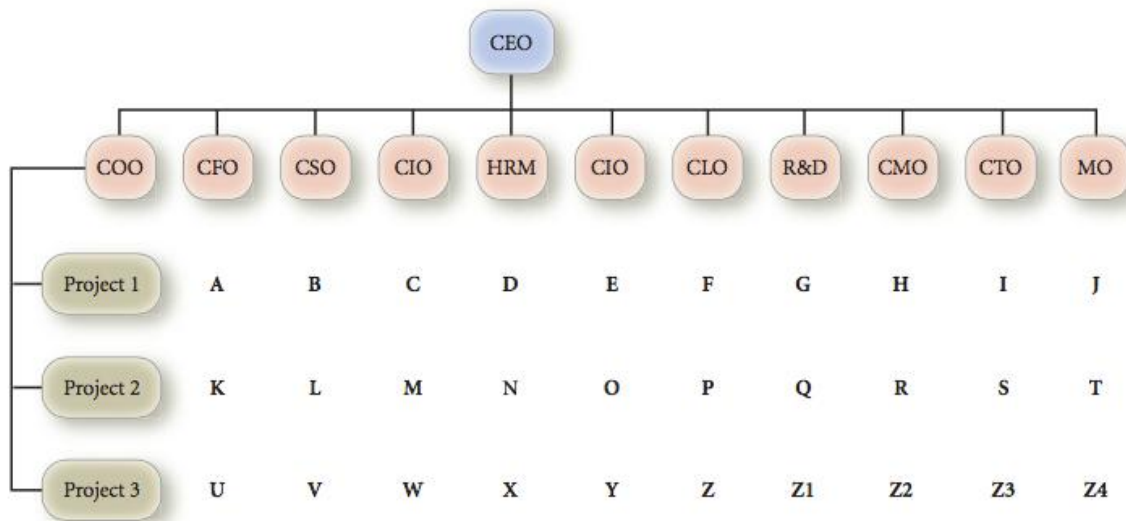 CEO
COO CFO CSO CIO HRM CIO CLO R&D CMO CTO MO
Project 1 A B C D E F G H I J
Project 2 K L M N O P Q R S T
Project 3 U V W X Y Z Z1 Z2 Z3 Z4